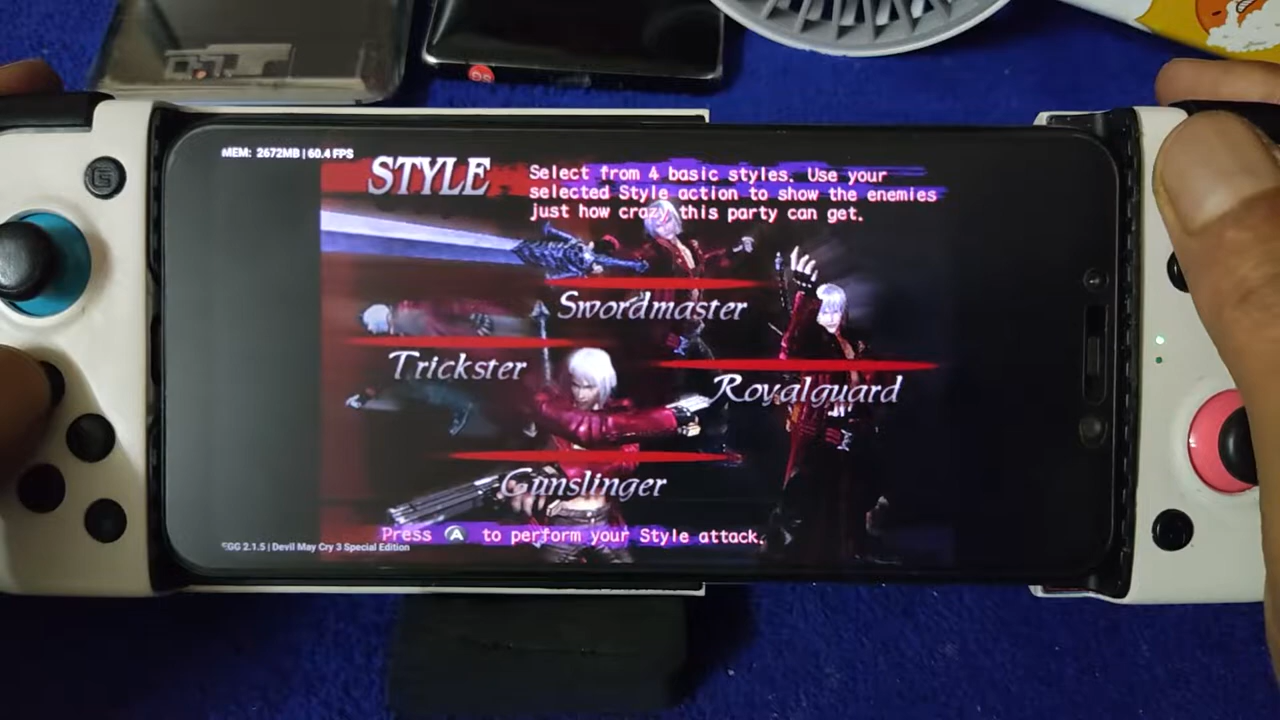 MEM: 2672MB | 60.4 FPS
STYLE
Select from 4 basic styles. Use your
selected Style action to show the enemies
just how crazy this party can get.
Swordmaster
Trickster
Royalguard
Gunslinger
Press A to perform your Style attack.
EGG 2.1.5 | Devil May Cry 3 Special Edition
G